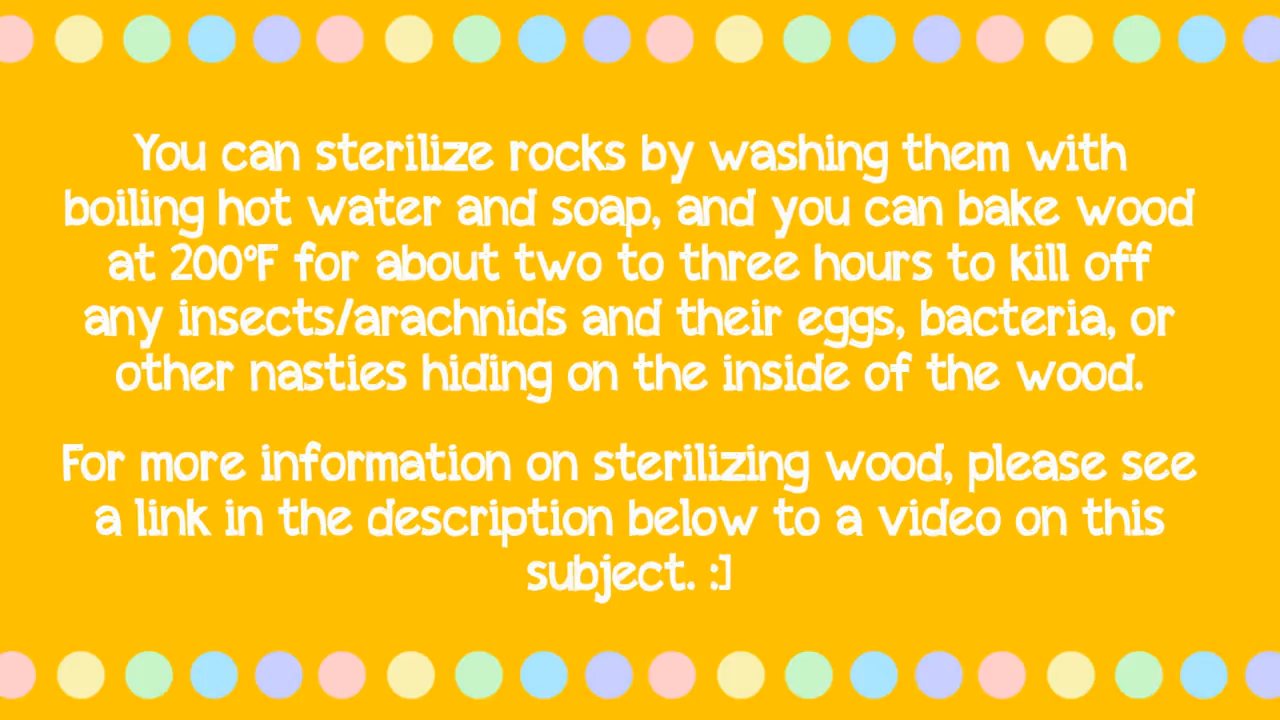 You can sterilize rocks by washing them with
boiling hot water and soap, and you can bake wood
at 200°F for about two to three hours to kill off
any insects/arachnids and their eggs, bacteria, or
other nasties hiding on the inside of the wood.
For more information on sterilizing wood, please see
a link in the description below to a video on this
subject. :]